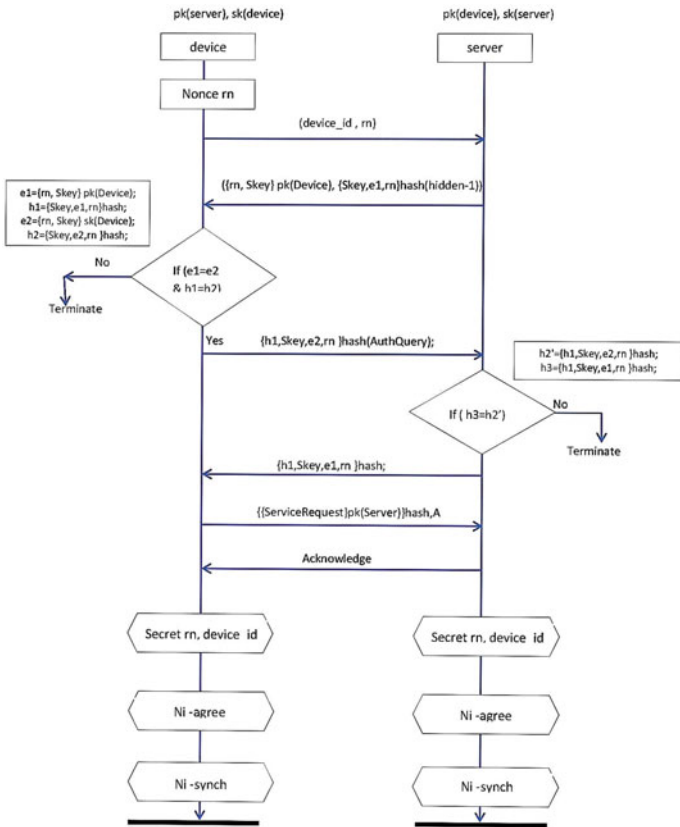 pk(server), sk(device)
pk(device), sk(server)
device
server
Nonce rn
(device_id , rn)
({rn, Skey} pk(Device), {Skey,e1,rn}hash(hidden-1)}
e1={rn, Skey} pk(Device);
h1={Skey,e1,rn}hash;
e2={rn, Skey} sk(Device);
h2={Skey,e2,rn }hash;
No
If (e1=e2
& h1=h2)
Terminate
Yes
{h1,Skey,e2,rn }hash(AuthQuery);
h2'={h1,Skey,e2,rn }hash;
h3={h1,Skey,e1,rn }hash;
If ( h3=h2')
No
Terminate
{h1,Skey,e1,rn }hash;
{{ServiceRequest}pk(Server)}hash,A
Acknowledge
Secret rn, device_id
Secret rn, device_id
Ni -agree
Ni -agree
Ni -synch
Ni -synch